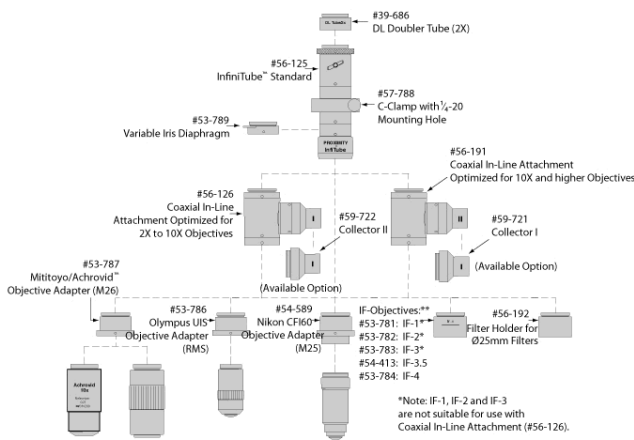 #39-686
DL Doubler Tube (2X)
#56-125
InfiniTube™ Standard
#57-788
C-Clamp with ¼-20
Mounting Hole
#53-789
Variable Iris Diaphragm
PROXIMITY
InfiTube
#56-191
Coaxial In-Line Attachment
Optimized for 10X and higher Objectives
#56-126
Coaxial In-Line
Attachment Optimized for
2X to 10X Objectives
I
II
#59-722
Collector II
#59-721
Collector I
I
I
(Available Option)
(Available Option)
#53-787
Mititoyo/Achrovid™
Objective Adapter (M26)
#53-786
Olympus UIS
Objective Adapter
(RMS)
#54-589
Nikon CFI60
Objective Adapter
(M25)
IF-Objectives:**
#53-781: IF-1*
#53-782: IF-2*
#53-783: IF-3*
#54-413: IF-3.5
#53-784: IF-4
#56-192
Filter Holder for
Ø25mm Filters
*Note: IF-1, IF-2 and IF-3
are not suitable for use with
Coaxial In-Line Attachment (#56-126).